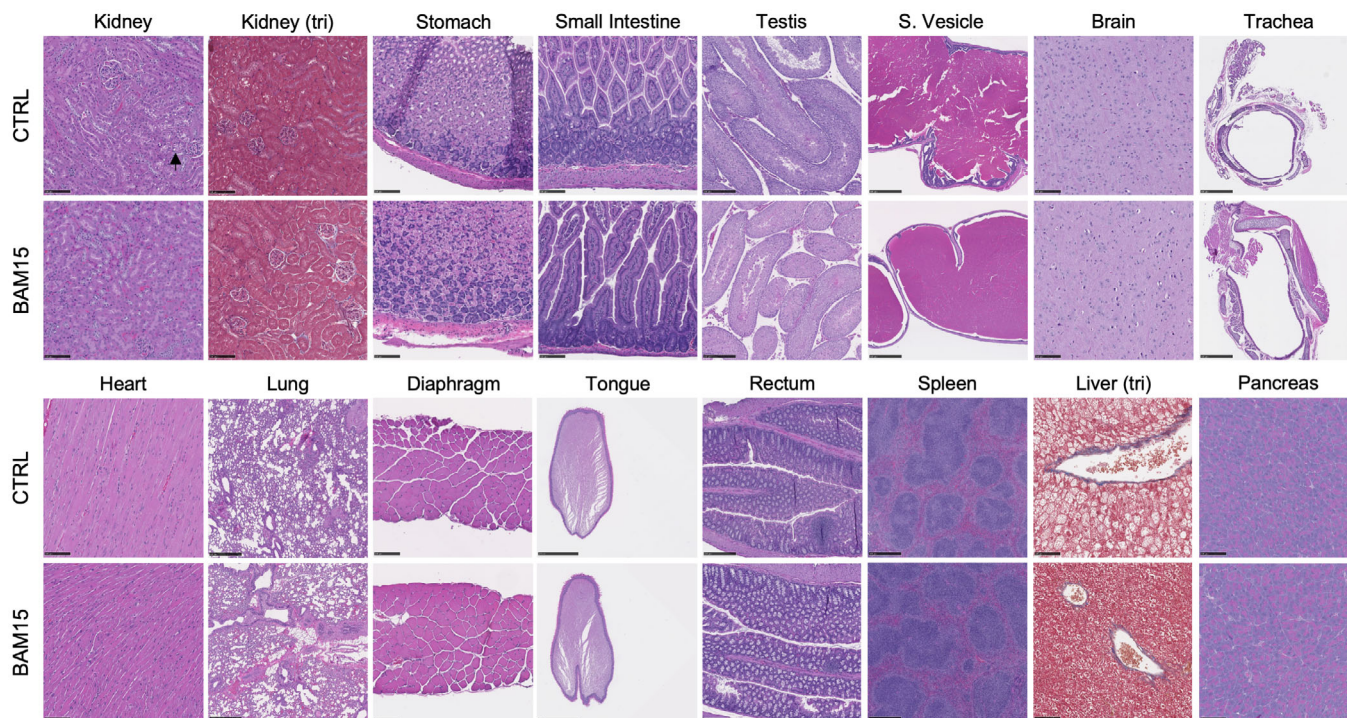 Kidney Kidney (tri) Stomach Small Intestine Testis S. Vesicle Brain Trachea
CTRL
BAM15
Heart Lung Diaphragm Tongue Rectum Spleen Liver (tri) Pancreas
CTRL
BAM15